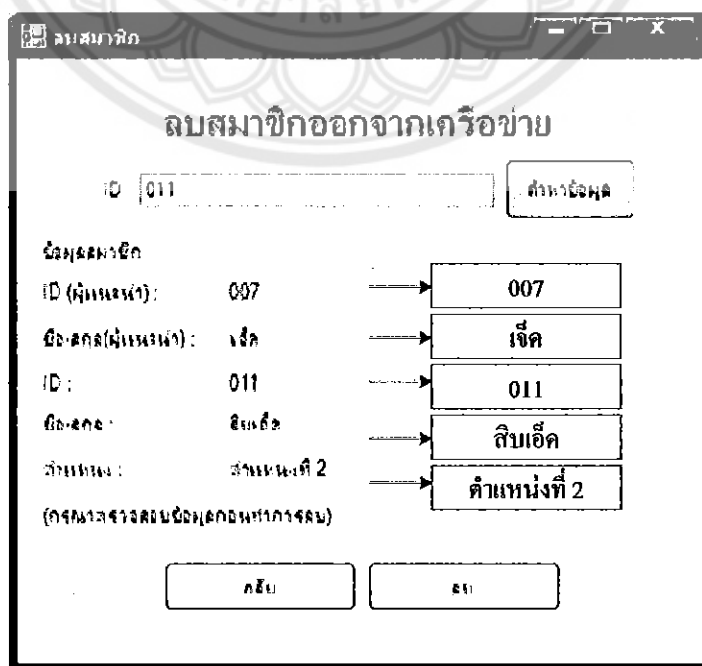 ลบสมาชิก
ลบสมาชิกออกจากเครือข่าย
ID 011 ค้นหาข้อมูล
ข้อมูลสมาชิก
ID (ผู้แนะนำ) : 007 007
ชื่อ-สกุล(ผู้แนะนำ) : เจ็ด เจ็ค
ID : 011 011
ชื่อ-สกุล : สิบเอ็ด สิบเอ็ค
ตำแหน่ง : ตำแหน่งที่ 2 ตำแหน่งที่ 2
(กรุณาตรวจสอบข้อมูลก่อนทำการลบ)
กลับ ลบ